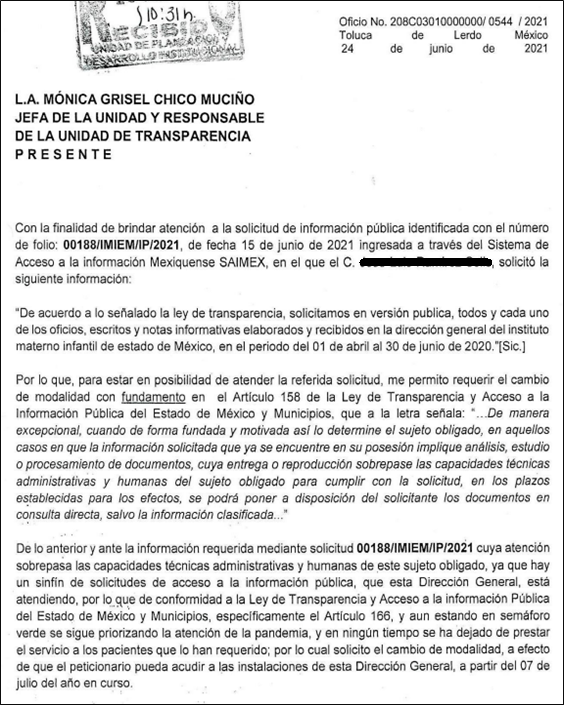 10:31 h
RECIBIDO
UNIDAD DE PLANEACIÓN Y
DESARROLLO INSTITUCIONAL
Oficio No. 208C03010000000/ 0544 / 2021
Toluca de Lerdo México
24 de junio de 2021
L.A. MÓNICA GRISEL CHICO MUCIÑO
JEFA DE LA UNIDAD Y RESPONSABLE
DE LA UNIDAD DE TRANSPARENCIA
P R E S E N T E
Con la finalidad de brindar atención a la solicitud de información pública identificada con el número
de folio: 00188/IMIEM/IP/2021, de fecha 15 de junio de 2021 ingresada a través del Sistema de
Acceso a la información Mexiquense SAIMEX, en el que el C. , solicitó la
siguiente información:
“De acuerdo a lo señalado la ley de transparencia, solicitamos en versión publica, todos y cada uno
de los oficios, escritos y notas informativas elaborados y recibidos en la dirección general del instituto
materno infantil de estado de México, en el periodo del 01 de abril al 30 de junio de 2020.”[Sic.]
Por lo que, para estar en posibilidad de atender la referida solicitud, me permito requerir el cambio
de modalidad con fundamento en el Artículo 158 de la Ley de Transparencia y Acceso a la
Información Pública del Estado de México y Municipios, que a la letra señala: “…De manera
excepcional, cuando de forma fundada y motivada así lo determine el sujeto obligado, en aquellos
casos en que la información solicitada que ya se encuentre en su posesión implique análisis, estudio
o procesamiento de documentos, cuya entrega o reproducción sobrepase las capacidades técnicas
administrativas y humanas del sujeto obligado para cumplir con la solicitud, en los plazos
establecidas para los efectos, se podrá poner a disposición del solicitante los documentos en
consulta directa, salvo la información clasificada...”
De lo anterior y ante la información requerida mediante solicitud 00188/IMIEM/IP/2021 cuya atención
sobrepasa las capacidades técnicas administrativas y humanas de este sujeto obligado, ya que hay
un sinfín de solicitudes de acceso a la información pública, que esta Dirección General, está
atendiendo, por lo que de conformidad a la Ley de Transparencia y Acceso a la información Pública
del Estado de México y Municipios, específicamente el Artículo 166, y aun estando en semáforo
verde se sigue priorizando la atención de la pandemia, y en ningún tiempo se ha dejado de prestar
el servicio a los pacientes que lo han requerido; por lo cual solicito el cambio de modalidad, a efecto
de que el peticionario pueda acudir a las instalaciones de esta Dirección General, a partir del 07 de
julio del año en curso.